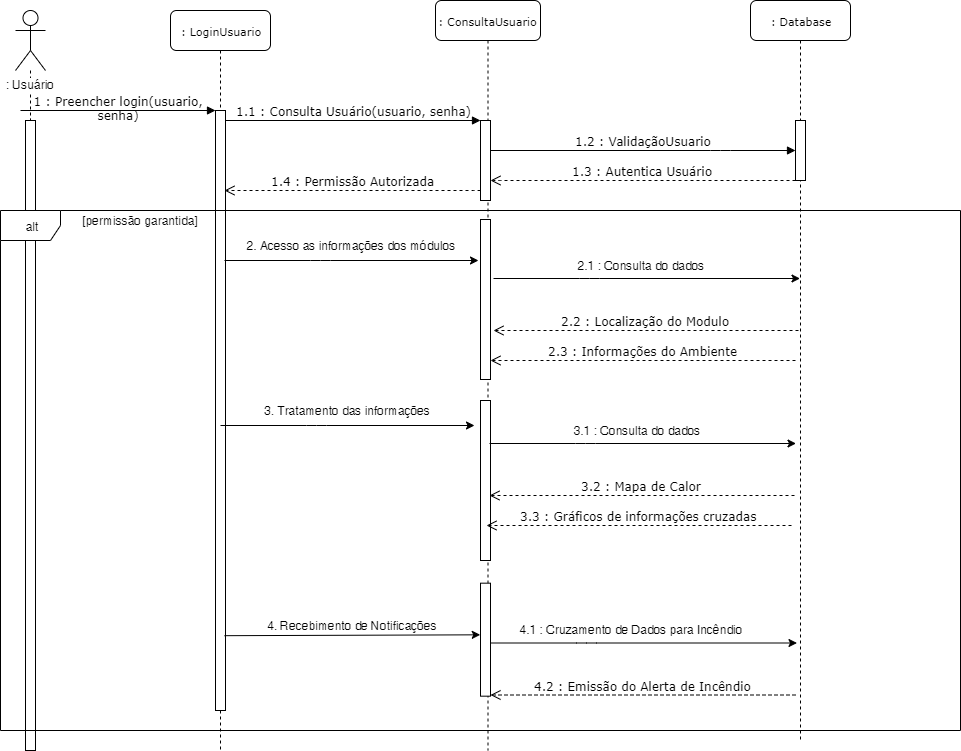 : LoginUsuario
: ConsultaUsuario
: Database
: Usuário
1 : Preencher login(usuario,
senha)
1.1 : Consulta Usuário(usuario, senha)
1.2 : ValidaçãoUsuario
1.3 : Autentica Usuário
1.4 : Permissão Autorizada
alt
[permissão garantida]
2. Acesso as informações dos módulos
2.1 : Consulta do dados
2.2 : Localização do Modulo
2.3 : Informações do Ambiente
3. Tratamento das informações
3.1 : Consulta do dados
3.2 : Mapa de Calor
3.3 : Gráficos de informações cruzadas
4. Recebimento de Notificações
4.1 : Cruzamento de Dados para Incêndio
4.2 : Emissão do Alerta de Incêndio